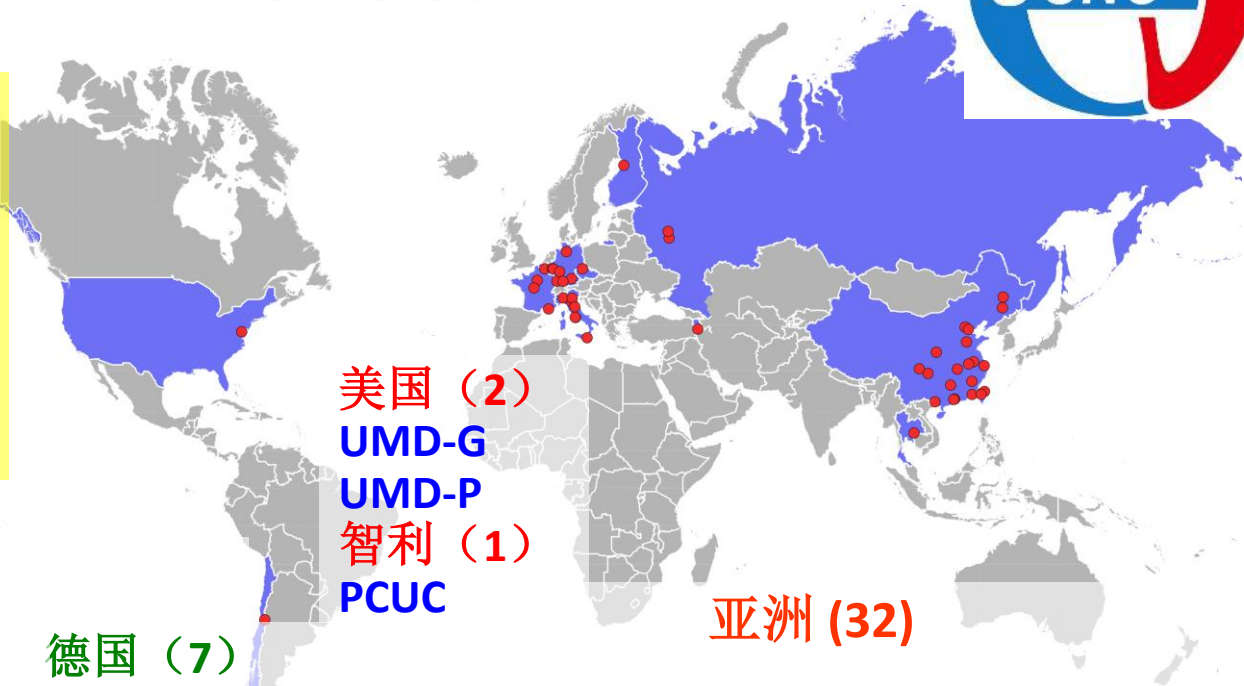 美国（2）
UMD-G
UMD-P
智利（1）
PCUC
亚洲 (32)
德国（7）